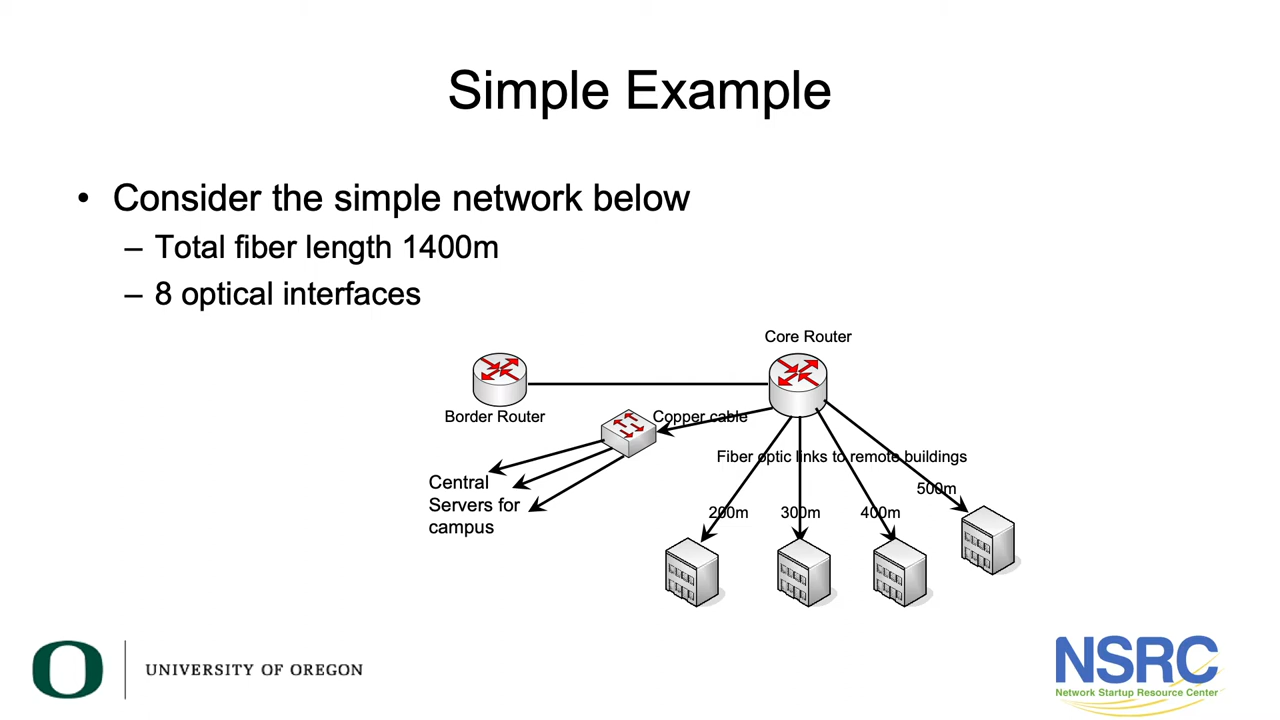 Simple Example
• Consider the simple network below
– Total fiber length 1400m
– 8 optical interfaces
Core Router
Border Router
Copper cable
Fiber optic links to remote buildings
Central
Servers for
campus
500m
200m 300m 400m
O UNIVERSITY OF OREGON
NSRC
Network Startup Resource Center